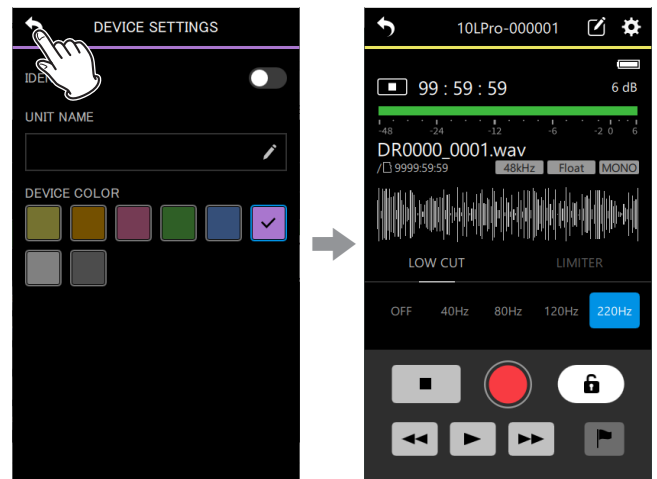 DEVICE SETTINGS
UNIT NAME
DEVICE COLOR
10LPro-000001
99 : 59 : 59
6 dB
-48 -24 -12 -6 -2 0 6
DR0000_0001.wav
/ 9999:59:59 48kHz Float MONO
LOW CUT LIMITER
OFF 40Hz 80Hz 120Hz 220Hz